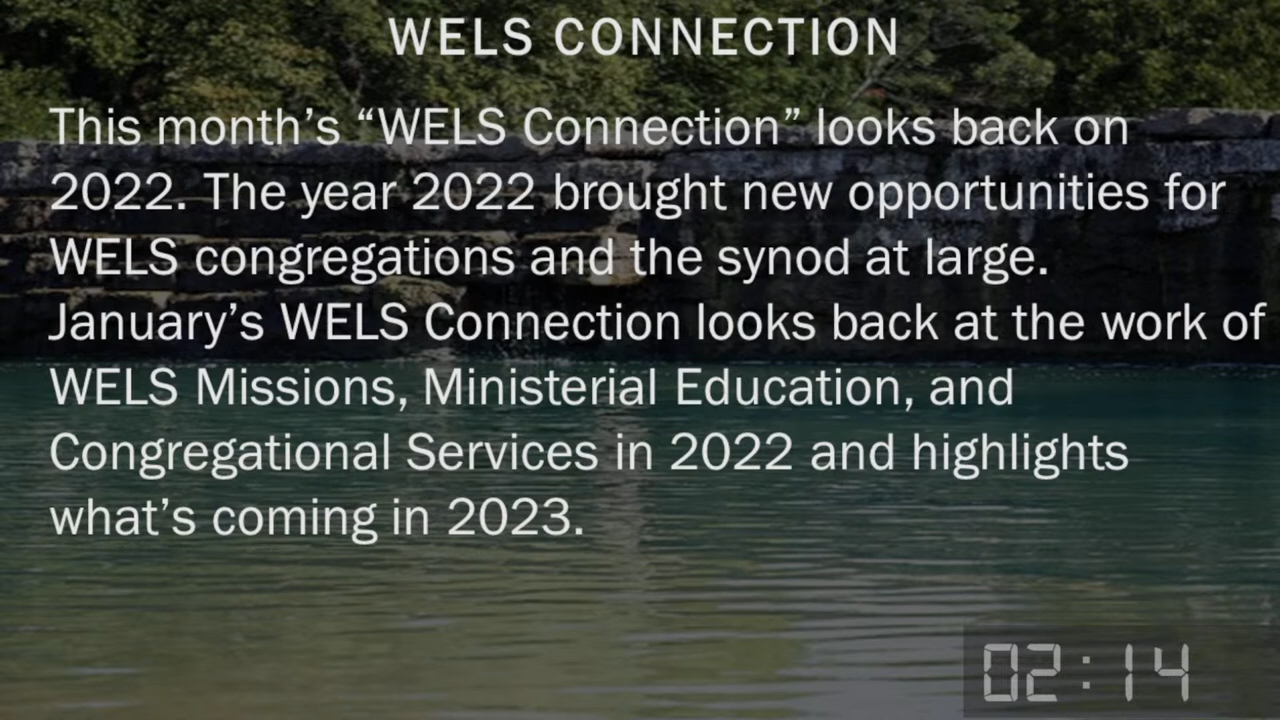 WELS CONNECTION
This month’s “WELS Connection” looks back on
2022. The year 2022 brought new opportunities for
WELS congregations and the synod at large.
January’s WELS Connection looks back at the work of
WELS Missions, Ministerial Education, and
Congregational Services in 2022 and highlights
what’s coming in 2023.
02:14